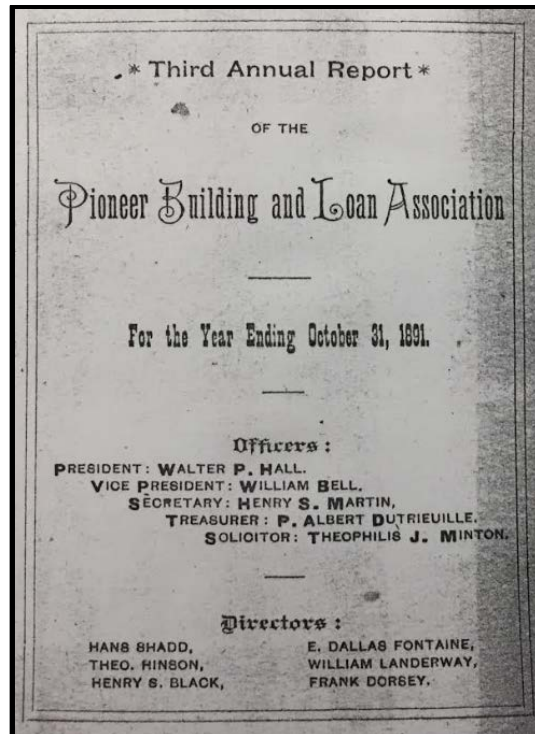 * Third Annual Report *
OF THE
Pioneer Building and Loan Association
For the Year Ending October 31, 1891.
Officers :
PRESIDENT : WALTER P. HALL.
VICE PRESIDENT : WILLIAM BELL.
SECRETARY : HENRY S. MARTIN,
TREASURER : P. ALBERT DUTRIEUILLE.
SOLICITOR : THEOPHILIS J. MINTON.
Directors :
HANS SHADD, E. DALLAS FONTAINE,
THEO. HINSON, WILLIAM LANDERWAY,
HENRY S. BLACK, FRANK DORSEY.